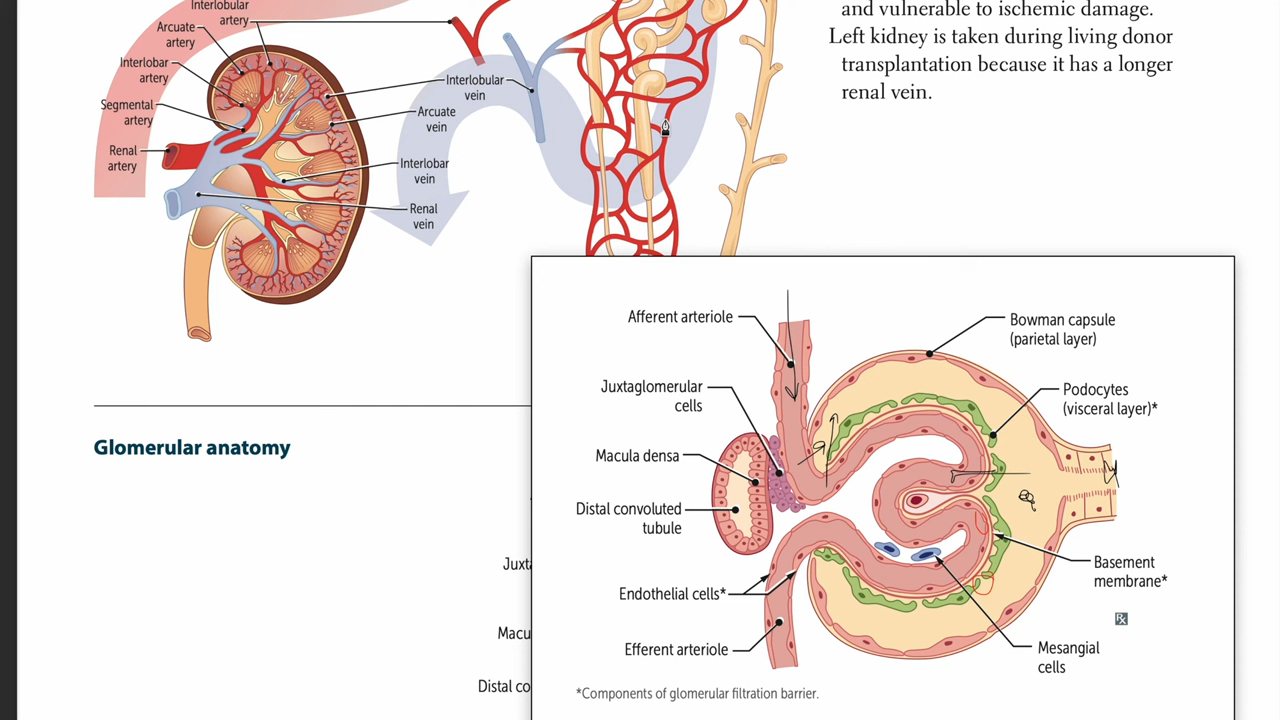 and vulnerable to ischemic damage.
Left kidney is taken during living donor
transplantation because it has a longer
renal vein.
Interlobular
artery
Arcuate
artery
Interlobar
artery
Segmental
artery
Renal
artery
Interlobular
vein
Arcuate
vein
Interlobar
vein
Renal
vein
Glomerular anatomy
Juxta
Macu
Distal co
Afferent arteriole
Juxtaglomerular
cells
Macula densa
Distal convoluted
tubule
Endothelial cells*
Efferent arteriole
Bowman capsule
(parietal layer)
Podocytes
(visceral layer)*
Basement
membrane*
Mesangial
cells
Rx
*Components of glomerular filtration barrier.